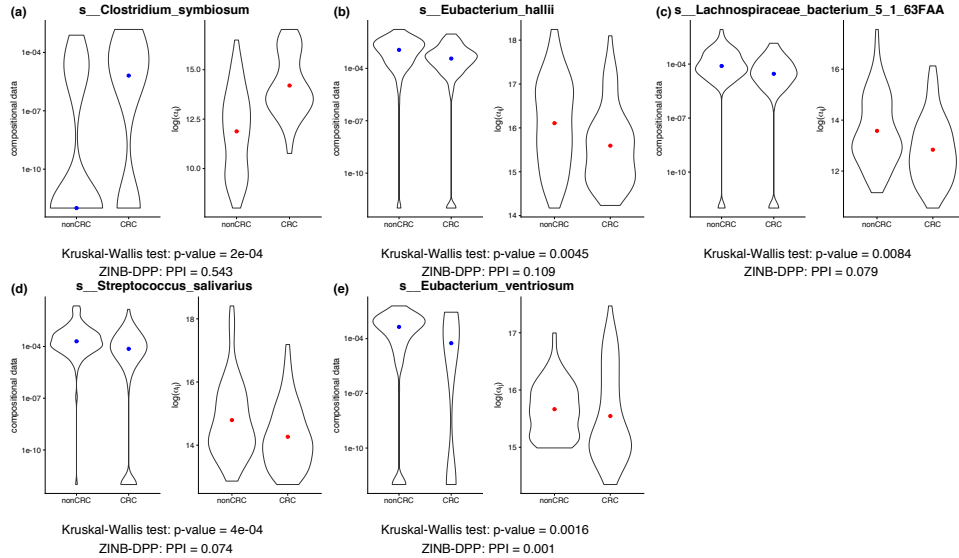 (a) s__Clostridium_symbiosum
compositional data
1e-04
1e-07
1e-10
nonCRC CRC
log(αij)
15.0
12.5
10.0
nonCRC CRC
Kruskal-Wallis test: p-value = 2e-04
ZINB-DPP: PPI = 0.543
(b) s__Eubacterium_hallii
compositional data
1e-04
1e-07
1e-10
nonCRC CRC
log(αij)
18
17
16
15
14
nonCRC CRC
Kruskal-Wallis test: p-value = 0.0045
ZINB-DPP: PPI = 0.109
(c) s__Lachnospiraceae_bacterium_5_1_63FAA
compositional data
1e-04
1e-07
1e-10
nonCRC CRC
log(αij)
16
14
12
nonCRC CRC
Kruskal-Wallis test: p-value = 0.0084
ZINB-DPP: PPI = 0.079
(d) s__Streptococcus_salivarius
compositional data
1e-04
1e-07
1e-10
nonCRC CRC
log(αij)
18
16
14
nonCRC CRC
Kruskal-Wallis test: p-value = 4e-04
ZINB-DPP: PPI = 0.074
(e) s__Eubacterium_ventriosum
compositional data
1e-04
1e-07
1e-10
nonCRC CRC
log(αij)
17
16
15
nonCRC CRC
Kruskal-Wallis test: p-value = 0.0016
ZINB-DPP: PPI = 0.001